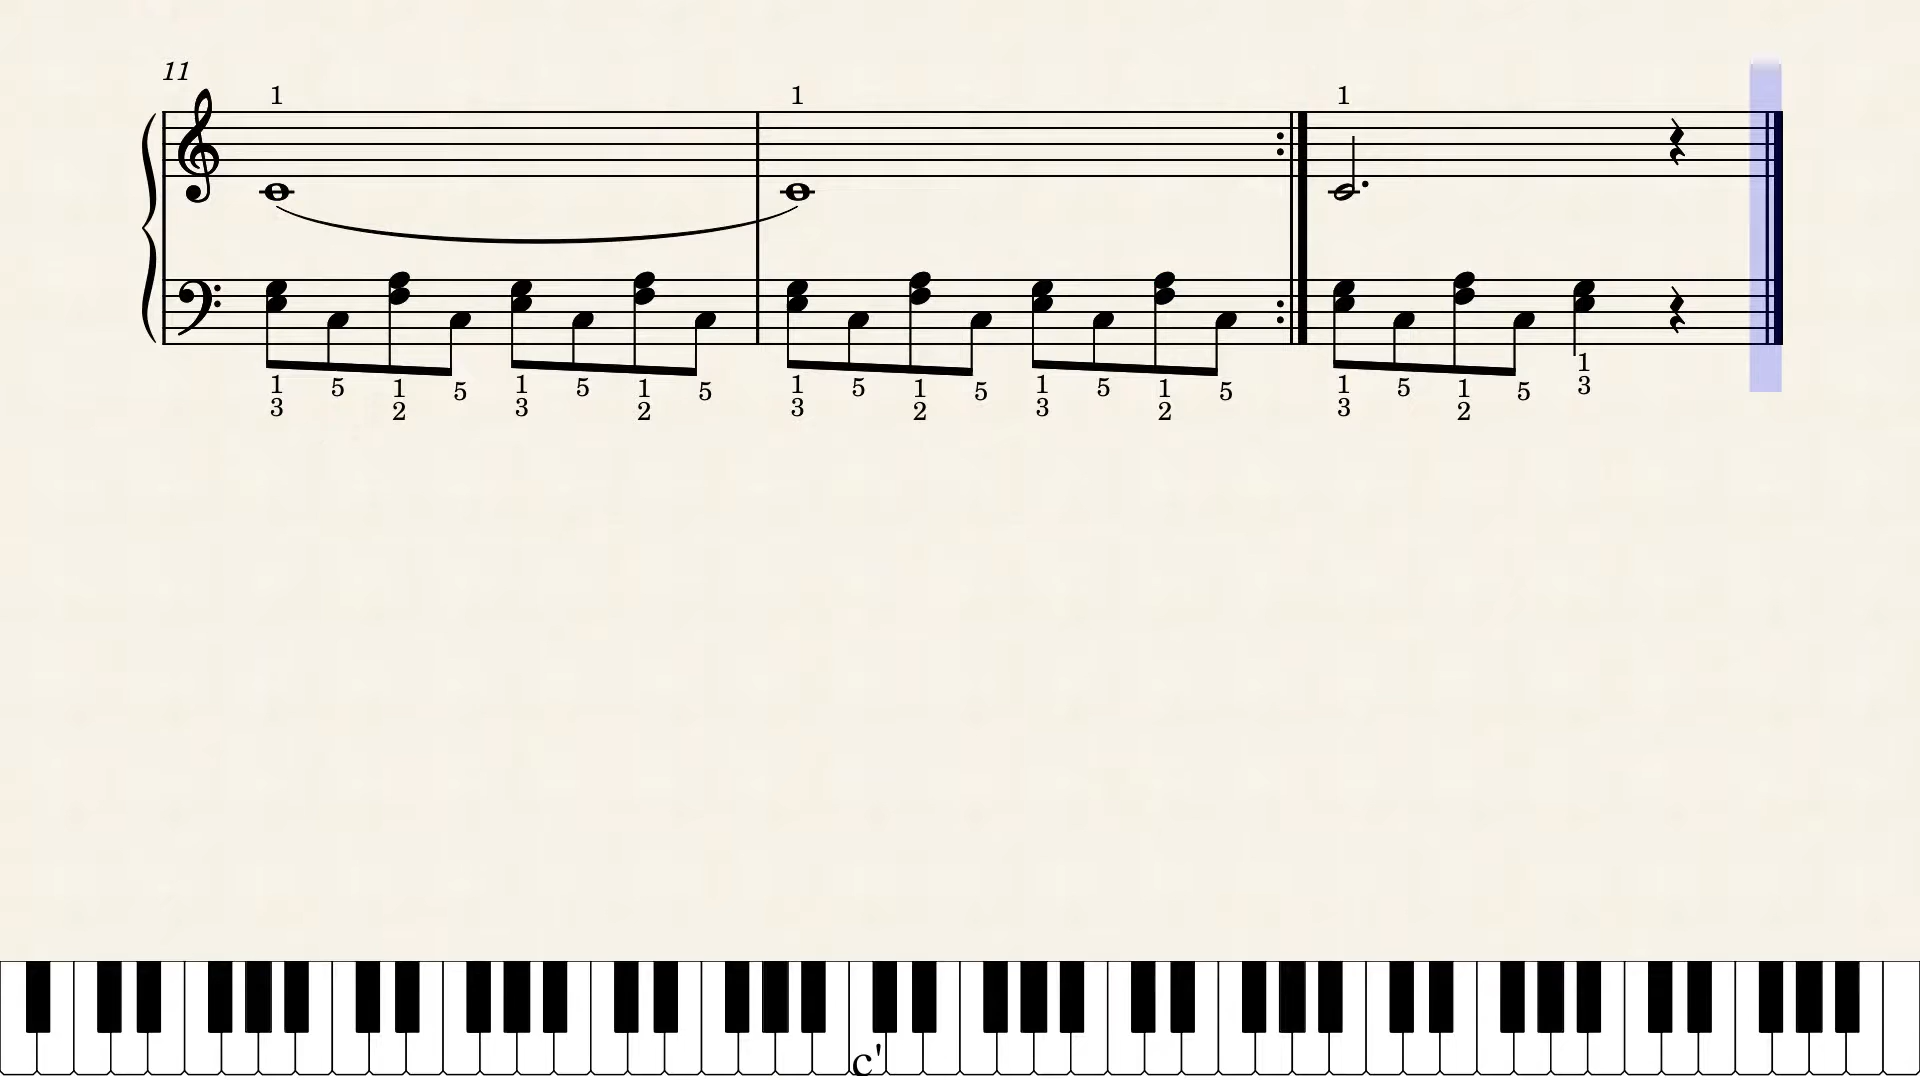 11
1 1 1
1 5 1 5 1 5 1 5 1 5 1 5 1 5 1 5 1 5 1 5 1
3 2 3 2 3 2 3 2 3 2 3
c'